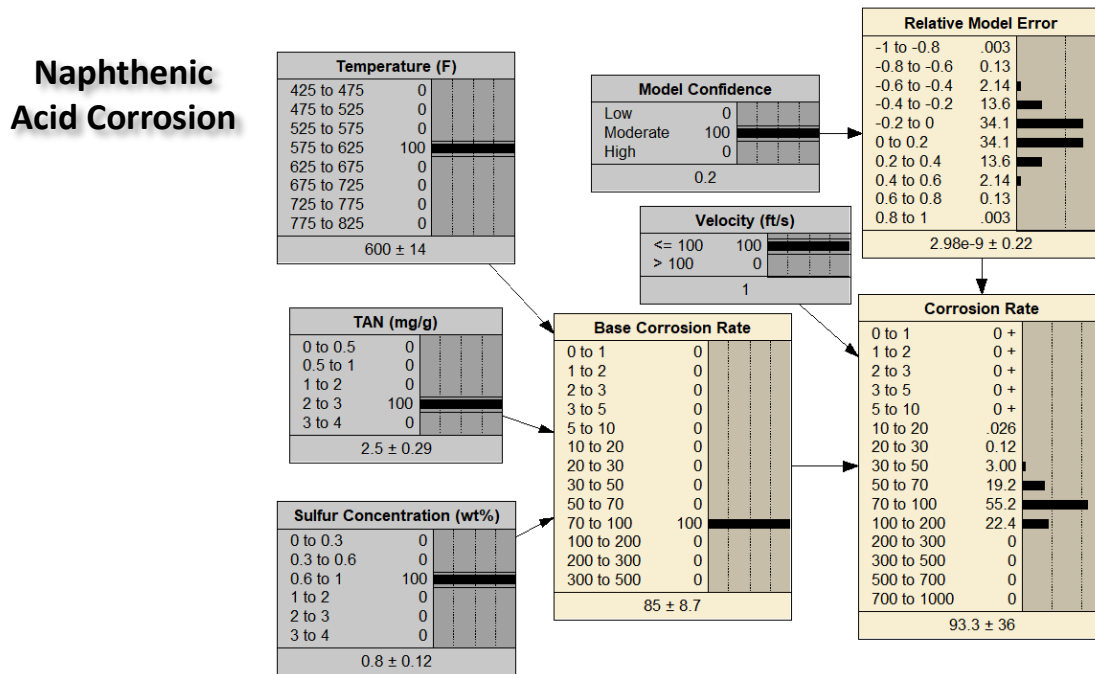 Naphthenic
Acid Corrosion
Temperature (F)
425 to 475 0
475 to 525 0
525 to 575 0
575 to 625 100
625 to 675 0
675 to 725 0
725 to 775 0
775 to 825 0
600 ± 14
TAN (mg/g)
0 to 0.5 0
0.5 to 1 0
1 to 2 0
2 to 3 100
3 to 4 0
2.5 ± 0.29
Sulfur Concentration (wt%)
0 to 0.3 0
0.3 to 0.6 0
0.6 to 1 100
1 to 2 0
2 to 3 0
3 to 4 0
0.8 ± 0.12
Model Confidence
Low 0
Moderate 100
High 0
0.2
Velocity (ft/s)
<= 100 100
> 100 0
1
Base Corrosion Rate
0 to 1 0
1 to 2 0
2 to 3 0
3 to 5 0
5 to 10 0
10 to 20 0
20 to 30 0
30 to 50 0
50 to 70 0
70 to 100 100
100 to 200 0
200 to 300 0
300 to 500 0
85 ± 8.7
Relative Model Error
-1 to -0.8 .003
-0.8 to -0.6 0.13
-0.6 to -0.4 2.14
-0.4 to -0.2 13.6
-0.2 to 0 34.1
0 to 0.2 34.1
0.2 to 0.4 13.6
0.4 to 0.6 2.14
0.6 to 0.8 0.13
0.8 to 1 .003
2.98e-9 ± 0.22
Corrosion Rate
0 to 1 0 +
1 to 2 0 +
2 to 3 0 +
3 to 5 0 +
5 to 10 0 +
10 to 20 .026
20 to 30 0.12
30 to 50 3.00
50 to 70 19.2
70 to 100 55.2
100 to 200 22.4
200 to 300 0
300 to 500 0
500 to 700 0
700 to 1000 0
93.3 ± 36